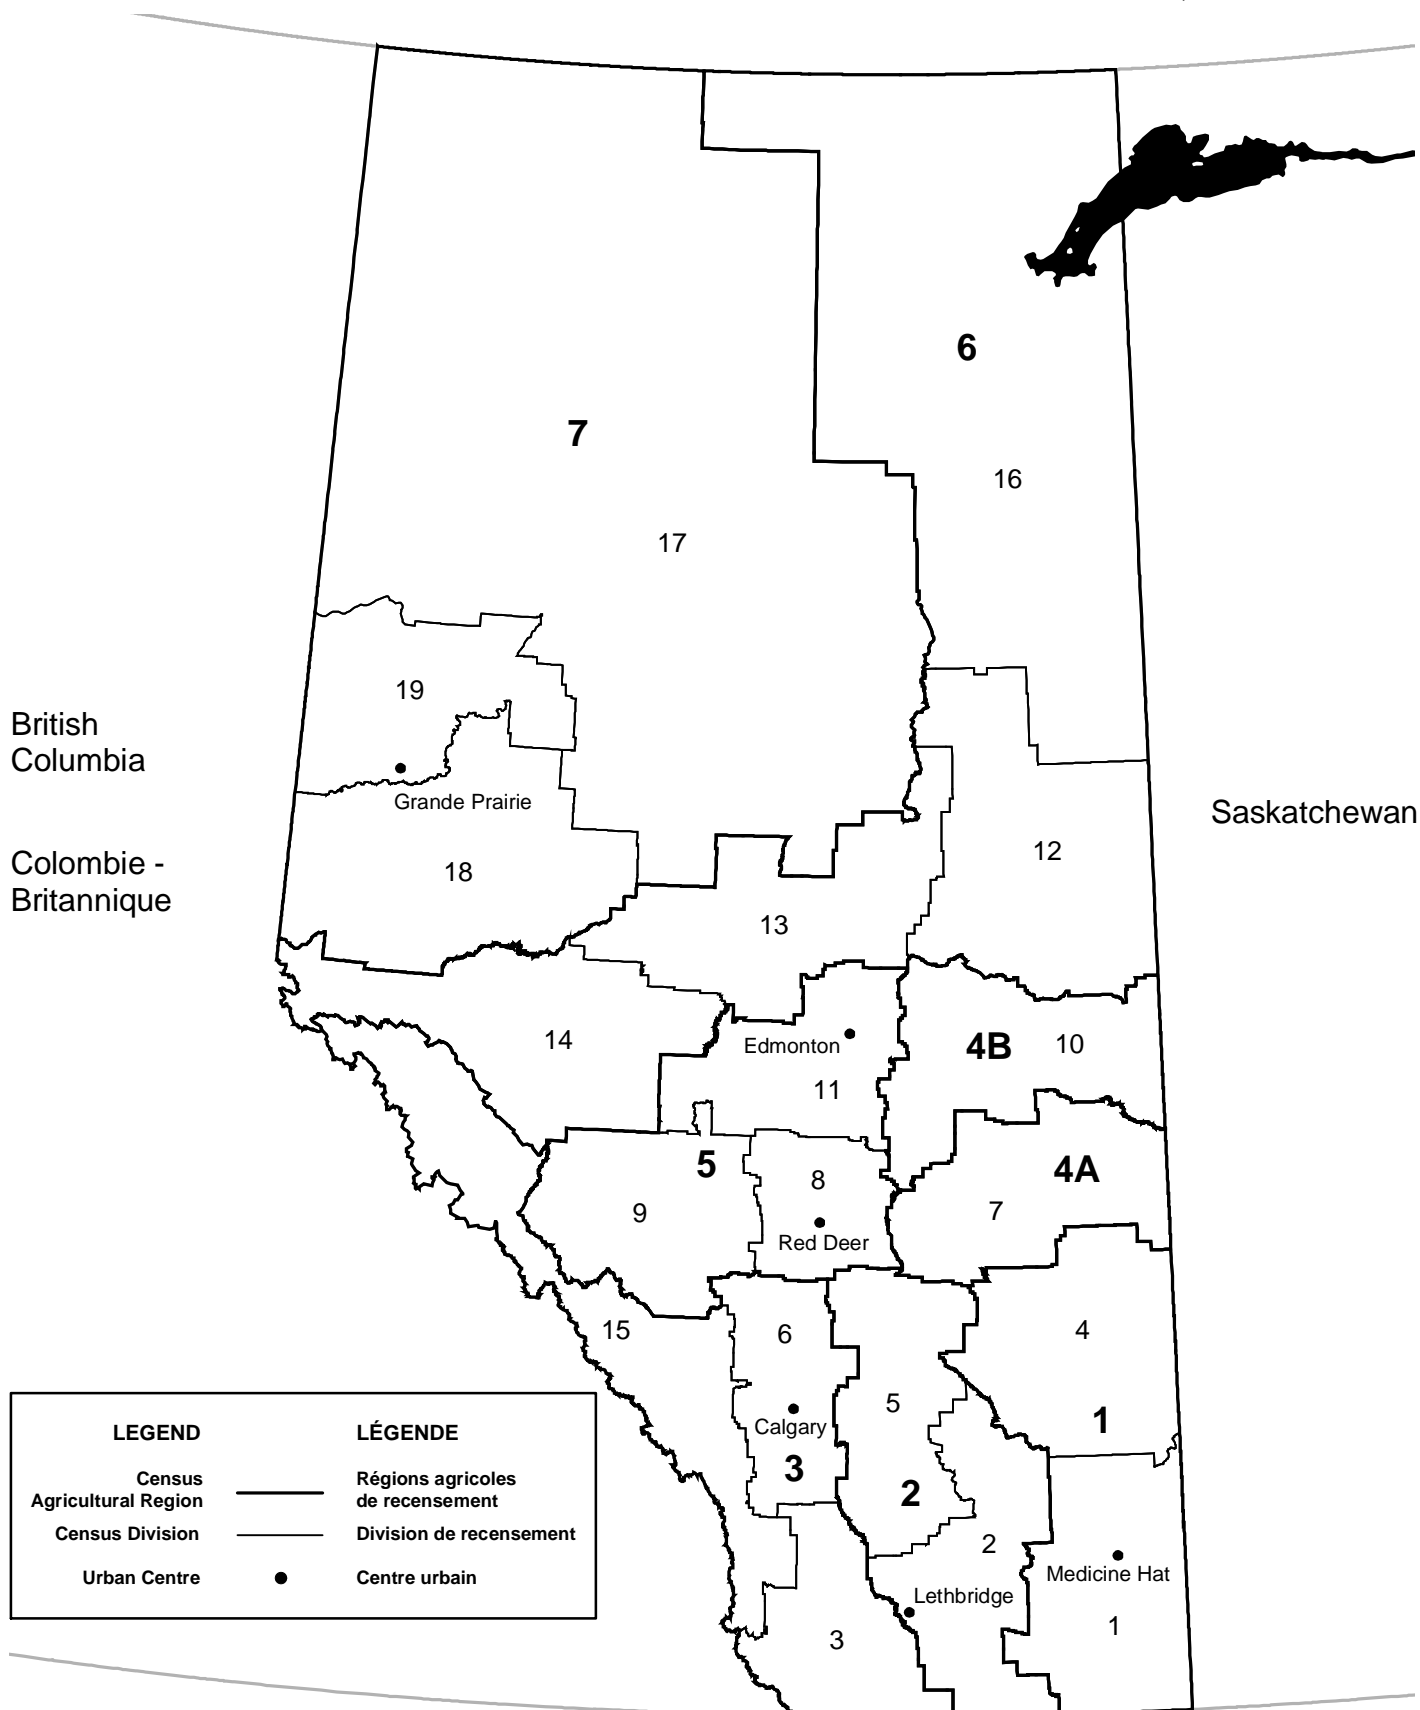 6
7
16
17
19
British
Columbia
Grande Prairie
Saskatchewan
12
Colombie -
Britannique
18
13
14
Edmonton
4B
10
11
5
8
4A
9
7
Red Deer
15
6
4
5
1
Calgary
3
2
2
Medicine Hat
Lethbridge
3
1
LEGEND
LÉGENDE
Census
Agricultural Region
Régions agricoles
de recensement
Census Division
Division de recensement
Urban Centre
Centre urbain